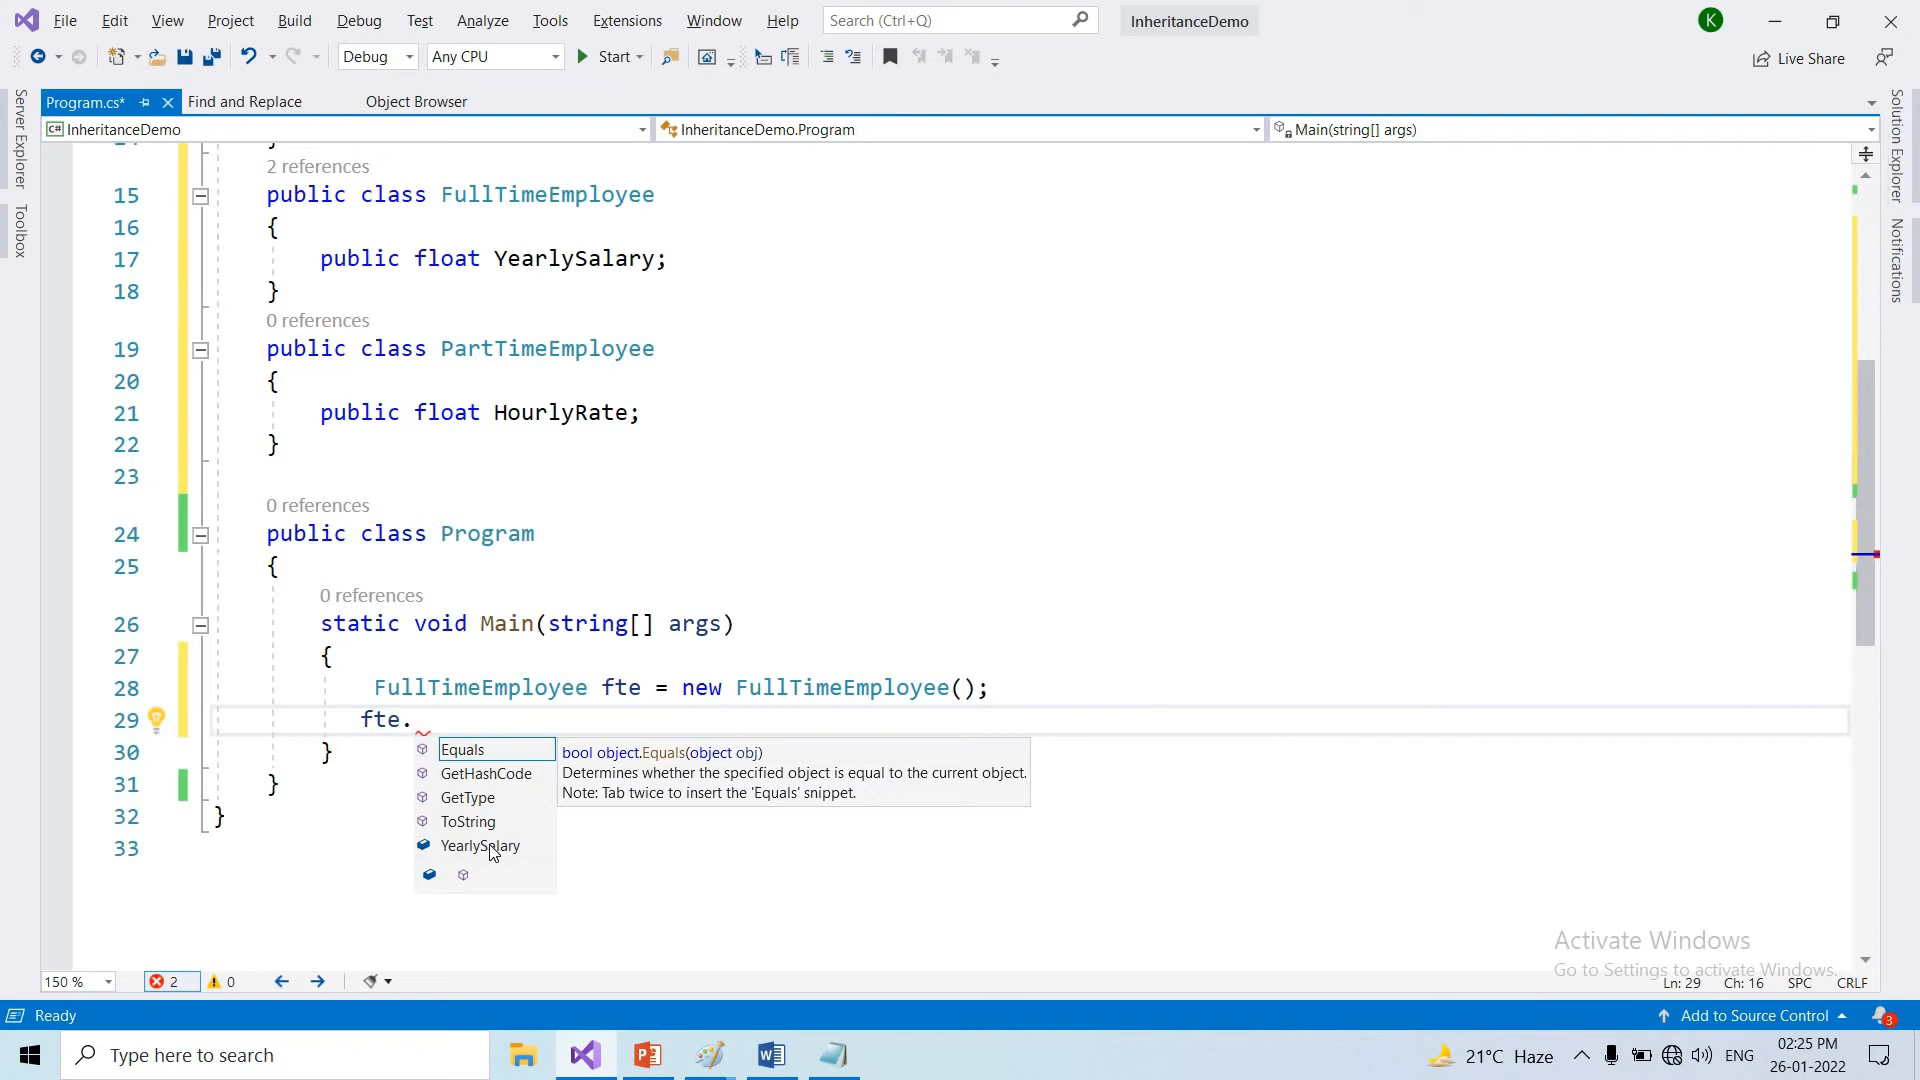 File Edit View Project Build Debug Test Analyze Tools Extensions Window Help Search (Ctrl+Q) InheritanceDemo K
Debug Any CPU Start Live Share
Program.cs* Find and Replace Object Browser
C# InheritanceDemo InheritanceDemo.Program Main(string[] args)
Server Explorer
Toolbox
Solution Explorer
Notifications
2 references
15 public class FullTimeEmployee
16 {
17 public float YearlySalary;
18 }
0 references
19 public class PartTimeEmployee
20 {
21 public float HourlyRate;
22 }
23
0 references
24 public class Program
25 {
0 references
26 static void Main(string[] args)
27 {
28 FullTimeEmployee fte = new FullTimeEmployee();
29 fte.
30 }
31 }
32 }
33
Equals
GetHashCode
GetType
ToString
YearlySalary
bool object.Equals(object obj)
Determines whether the specified object is equal to the current object.
Note: Tab twice to insert the 'Equals' snippet.
Activate Windows
Go to Settings to activate Windows.
150 % 2 0 Ln: 29 Ch: 16 SPC CRLF
Ready Add to Source Control 3
Type here to search 21°C Haze ENG 02:25 PM
26-01-2022